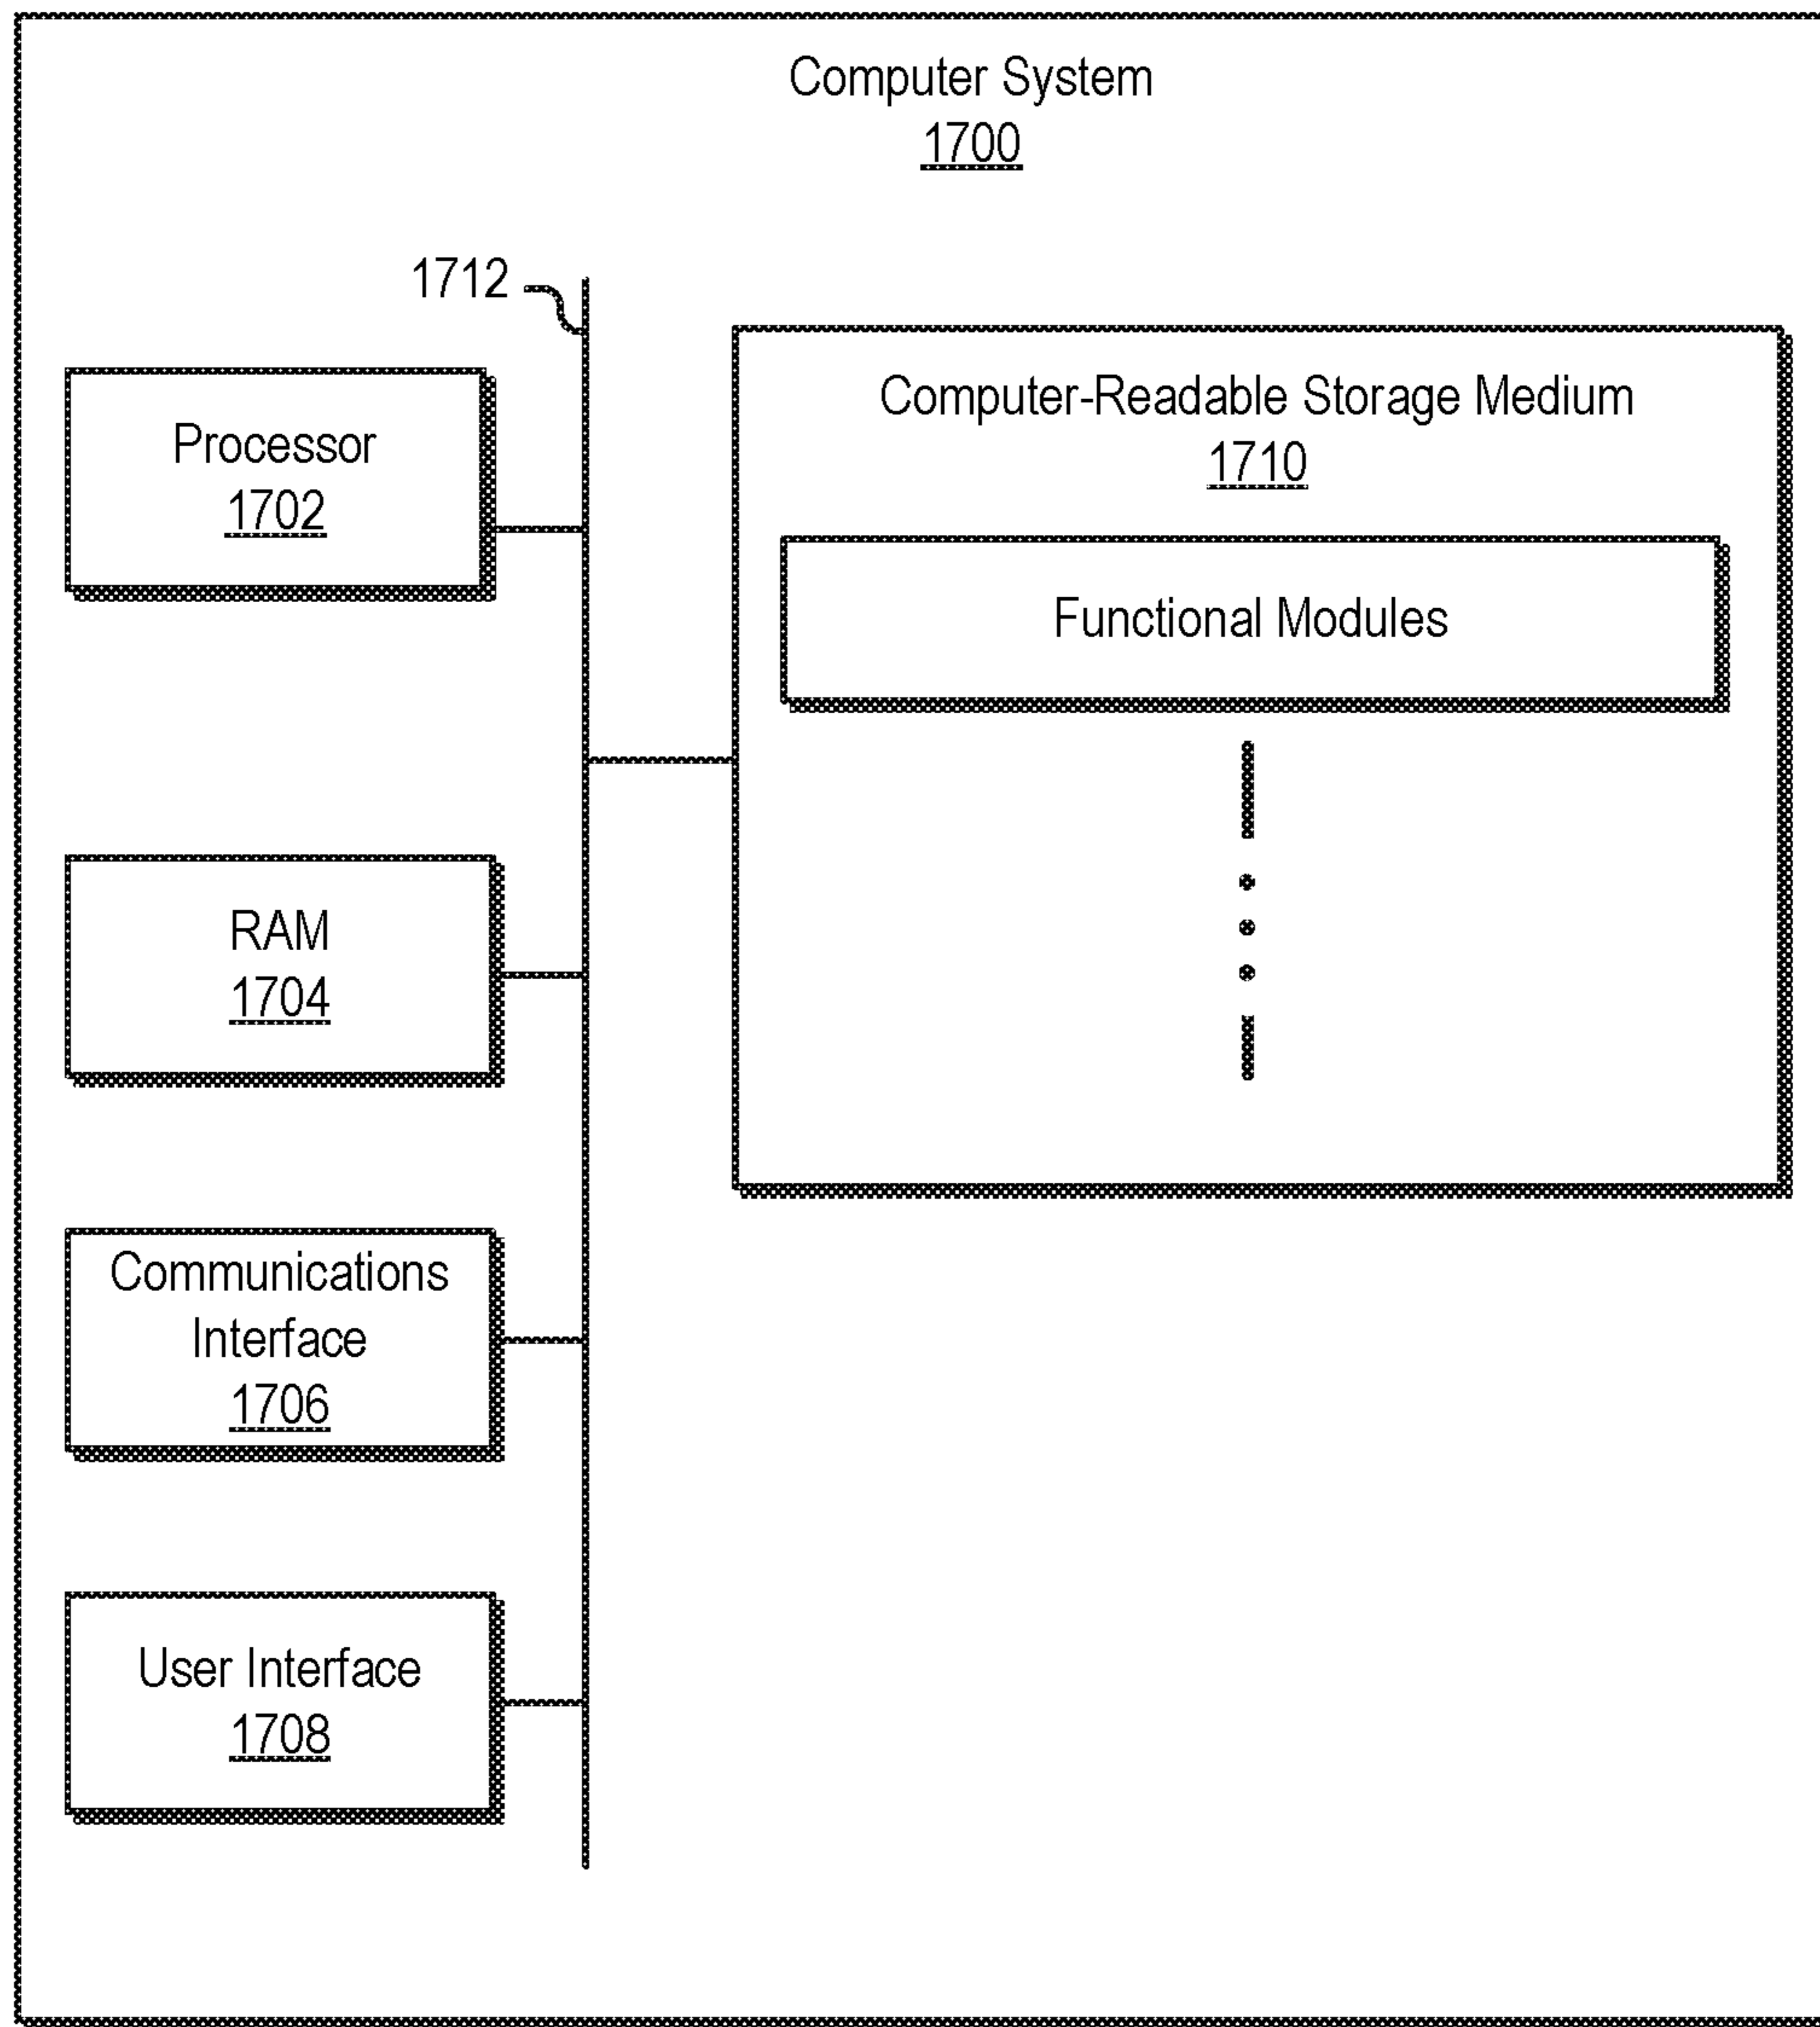 Computer System
1700
1712
Processor
1702
Computer-Readable Storage Medium
1710
Functional Modules
RAM
1704
Communications
Interface
1706
User Interface
1708